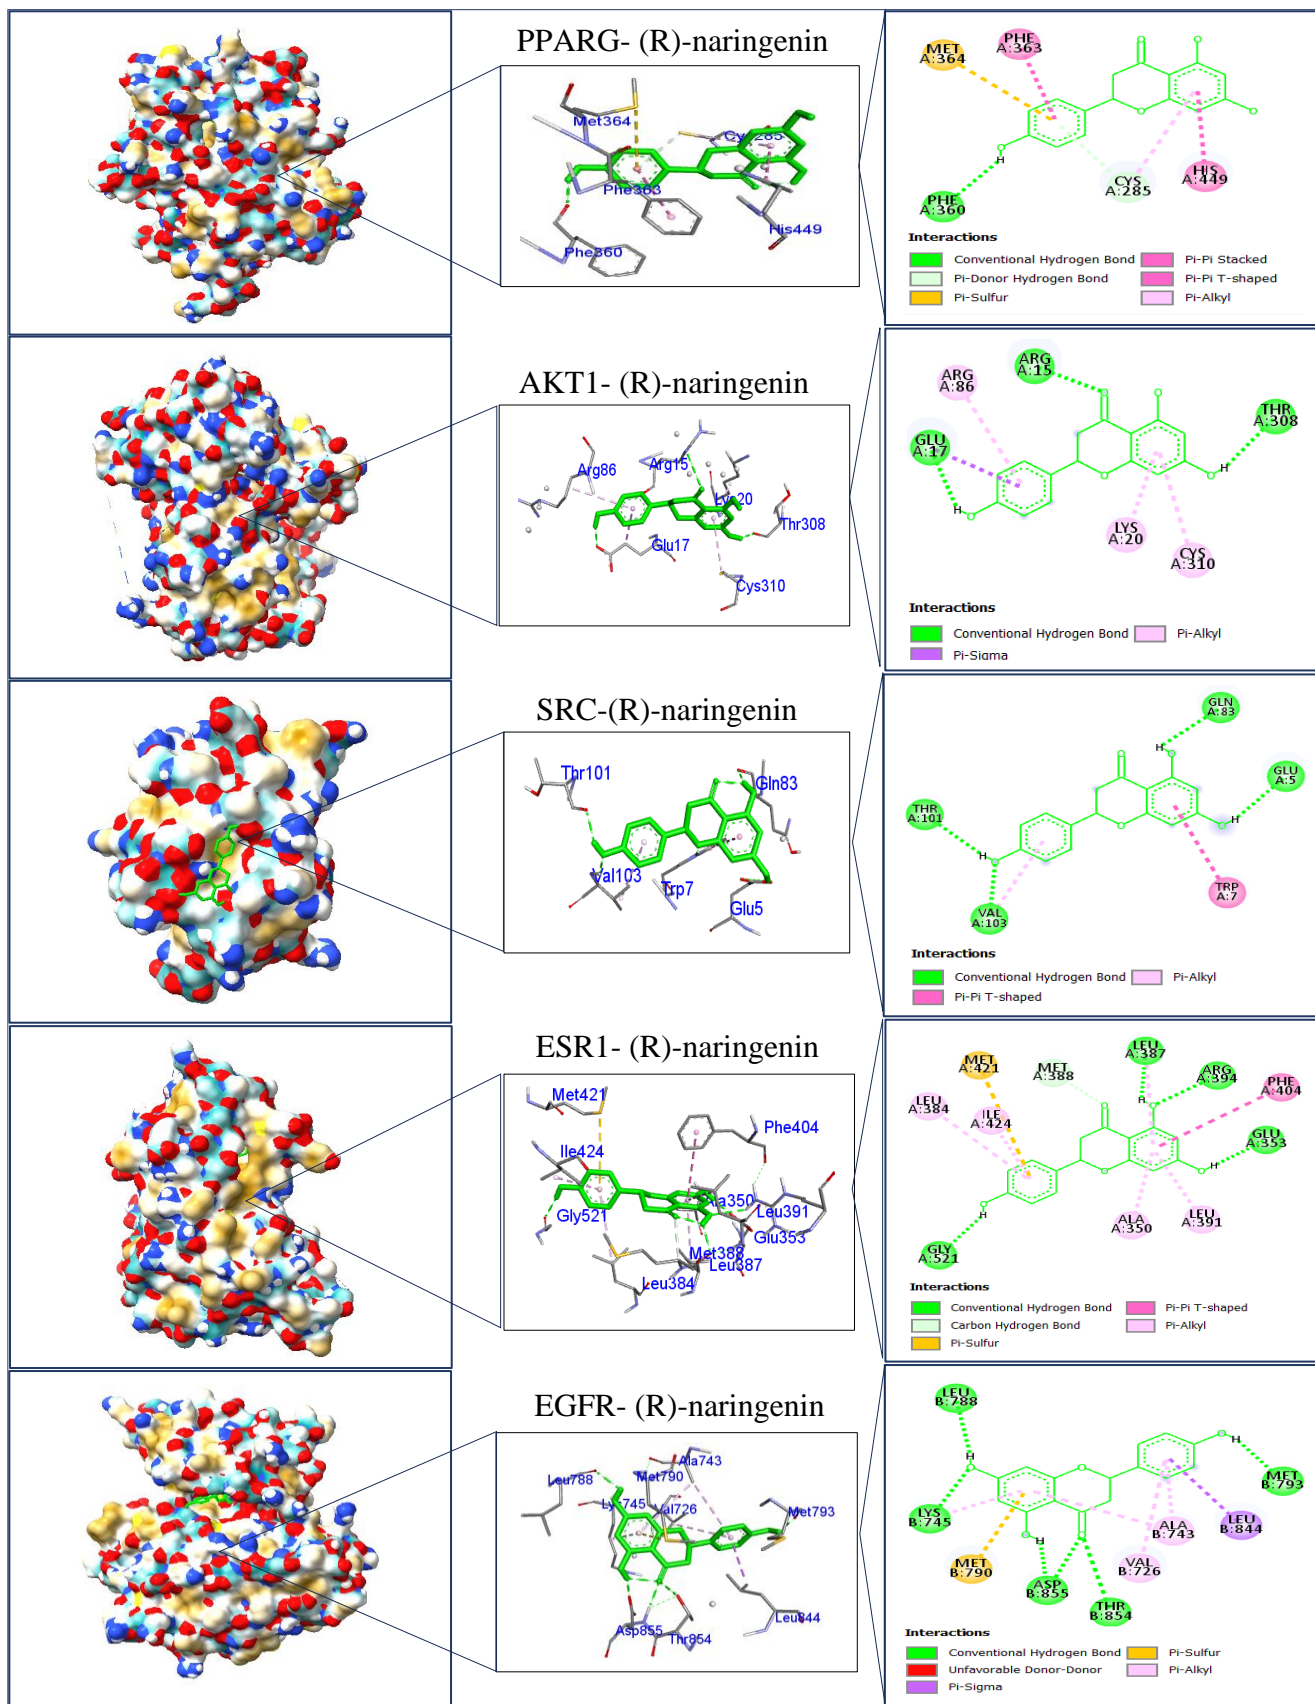 PPARG- (R)-naringenin
Met364
Phe363
Phe360
His449
MET
A:364
PHE
A:363
PHE
A:360
CYS
A:285
HIS
A:449
H
Interactions
Conventional Hydrogen Bond
Pi-Pi Stacked
Pi-Donor Hydrogen Bond
Pi-Pi T-shaped
Pi-Sulfur
Pi-Alkyl
AKT1- (R)-naringenin
Arg86
Arg15
Lys20
Thr308
Glu17
Cys310
ARG
A:86
ARG
A:15
THR
A:308
GLU
A:17
LYS
A:20
CYS
A:310
H
H
Interactions
Conventional Hydrogen Bond
Pi-Alkyl
Pi-Sigma
SRC-(R)-naringenin
Thr101
Gln83
Val103
Trp7
Glu5
GLN
A:83
GLU
A:5
THR
A:101
VAL
A:103
TRP
A:7
H
H
H
Interactions
Conventional Hydrogen Bond
Pi-Alkyl
Pi-Pi T-shaped
ESR1- (R)-naringenin
Met421
Phe404
Ile424
Ala350
Leu391
Gly521
Glu353
Met388
Leu387
Leu384
MET
A:421
MET
A:388
LEU
A:387
ARG
A:394
PHE
A:404
LEU
A:384
ILE
A:424
GLU
A:353
ALA
A:350
LEU
A:391
GLY
A:521
H
H
H
Interactions
Conventional Hydrogen Bond
Pi-Pi T-shaped
Carbon Hydrogen Bond
Pi-Alkyl
Pi-Sulfur
EGFR- (R)-naringenin
Ala743
Leu788
Met790
Val726
Met793
Asp855
Thr854
Leu844
LEU
B:788
MET
B:793
LYS
B:745
ALA
B:743
LEU
B:844
MET
B:790
VAL
B:726
ASP
B:855
THR
B:854
H
H
H
Interactions
Conventional Hydrogen Bond
Pi-Sulfur
Unfavorable Donor-Donor
Pi-Alkyl
Pi-Sigma